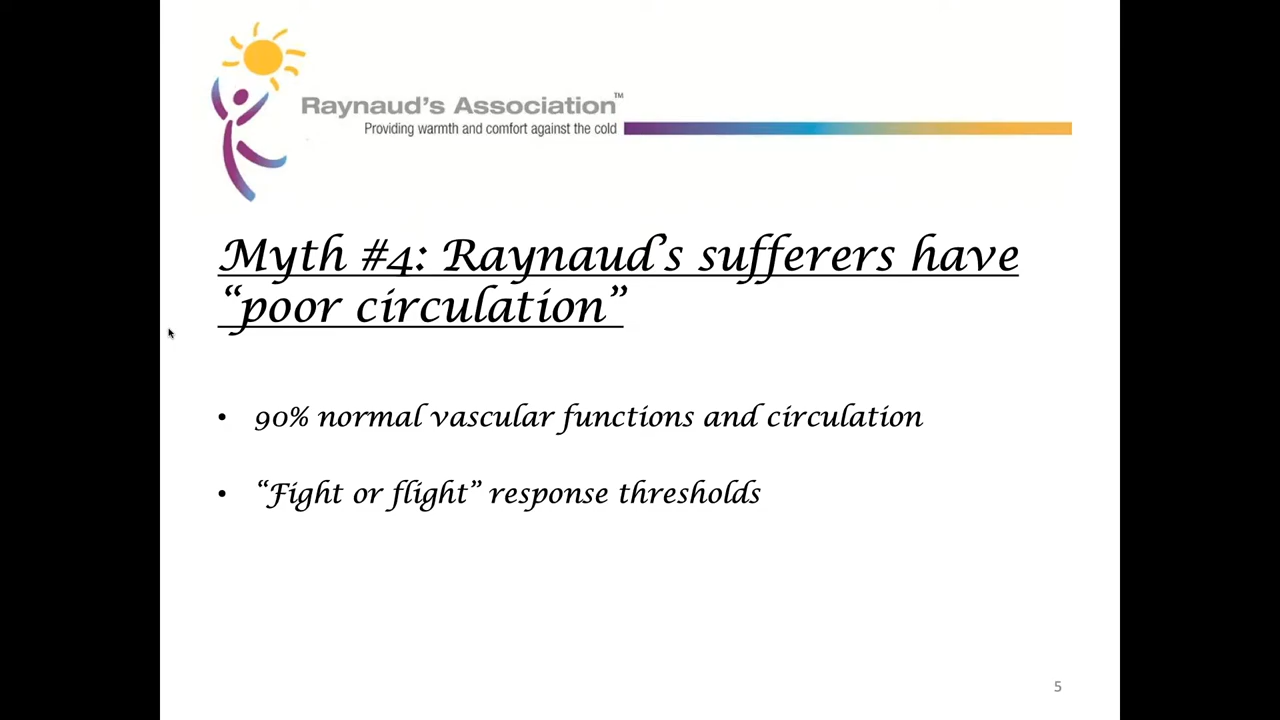 Raynaud's Association™
Providing warmth and comfort against the cold
Myth #4: Raynaud's sufferers have
“poor circulation”
• 90% normal vascular functions and circulation
• “Fight or flight” response thresholds
5